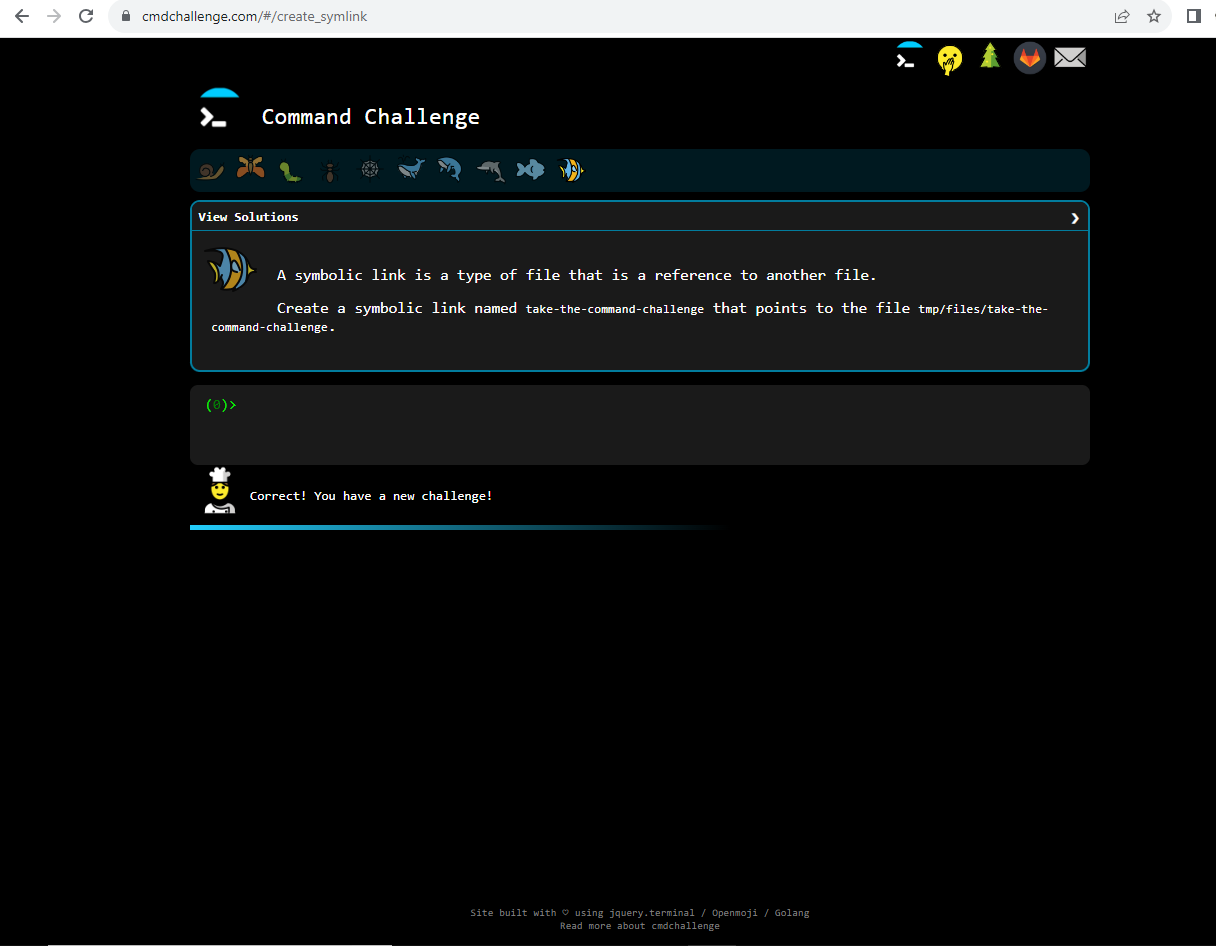 cmdchallenge.com/#/create_symlink
Command Challenge
View Solutions
A symbolic link is a type of file that is a reference to another file.
Create a symbolic link named take-the-command-challenge that points to the file tmp/files/take-the-
command-challenge.
(0)>
Correct! You have a new challenge!
Site built with ♡ using jquery.terminal / Openmoji / Golang
Read more about cmdchallenge